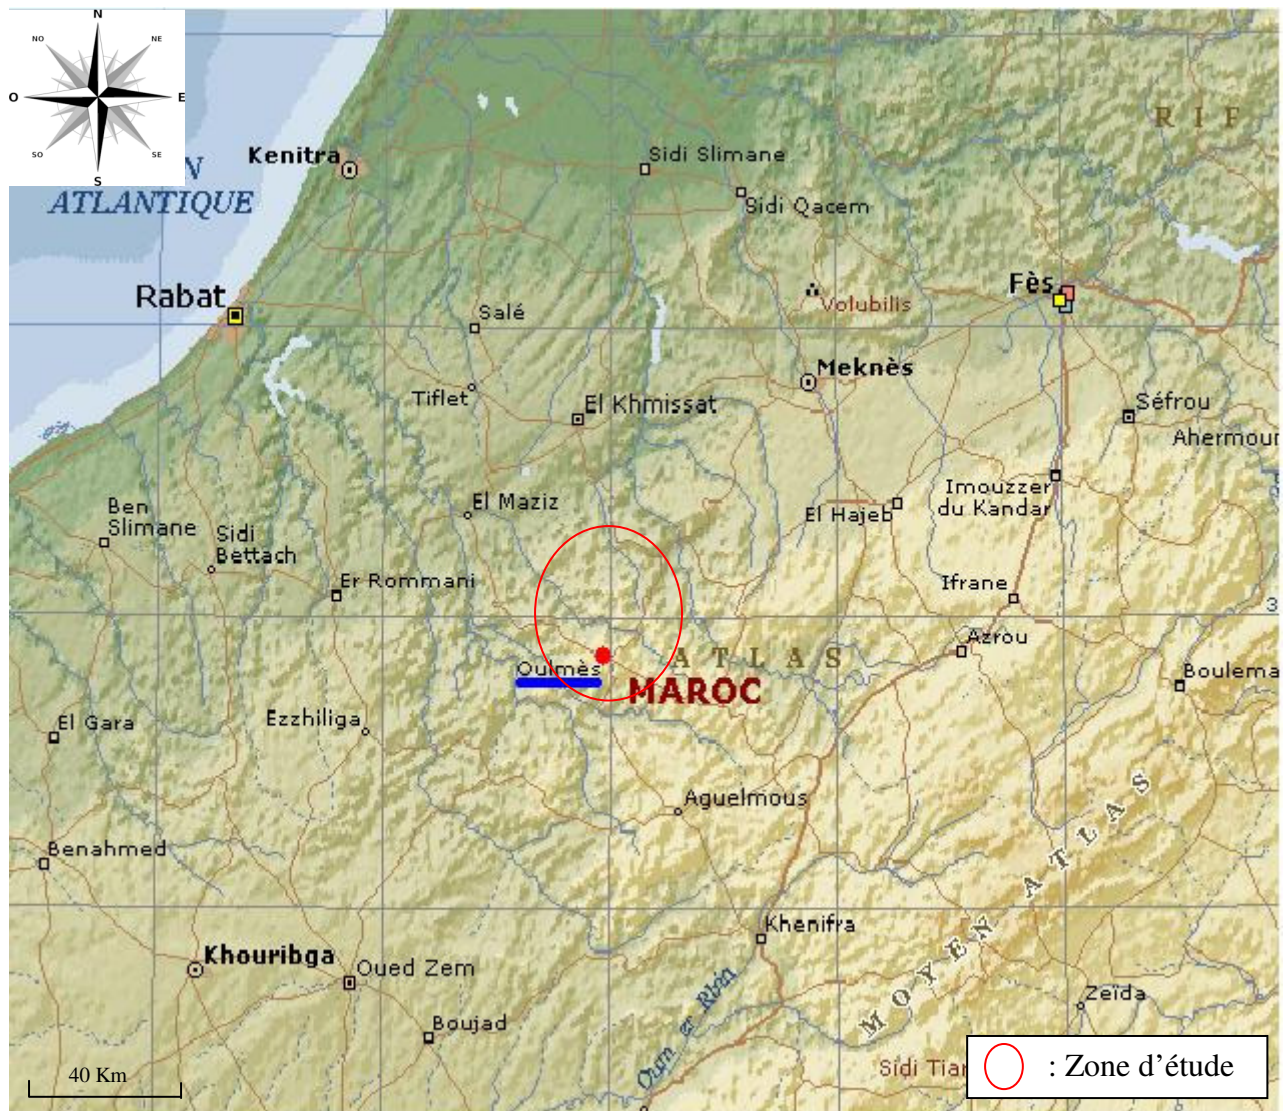 N
NO
NE
O
E
SO
SE
S
N
ATLANTIQUE
R I F
Kenitra
Sidi Slimane
Sidi Qacem
Rabat
Fès
Volubilis
Salé
Meknès
Tiflet
El Khmissat
Séfrou
Ahermour
Imouzzer
du Kandar
El Maziz
El Hajeb
Ben
Slimane
Sidi
Bettach
Er Rommani
Ifrane
3
Azrou
A T L A S
Oulmès
MAROC
Boulema
El Gara
Ezzhiliga
Aguelmous
Benahmed
Khenifra
MOYEN ATLAS
Khouribga
Oued Zem
Oum er Rbia
Zeïda
Boujad
Sidi Tiar
40 Km
: Zone d'étude